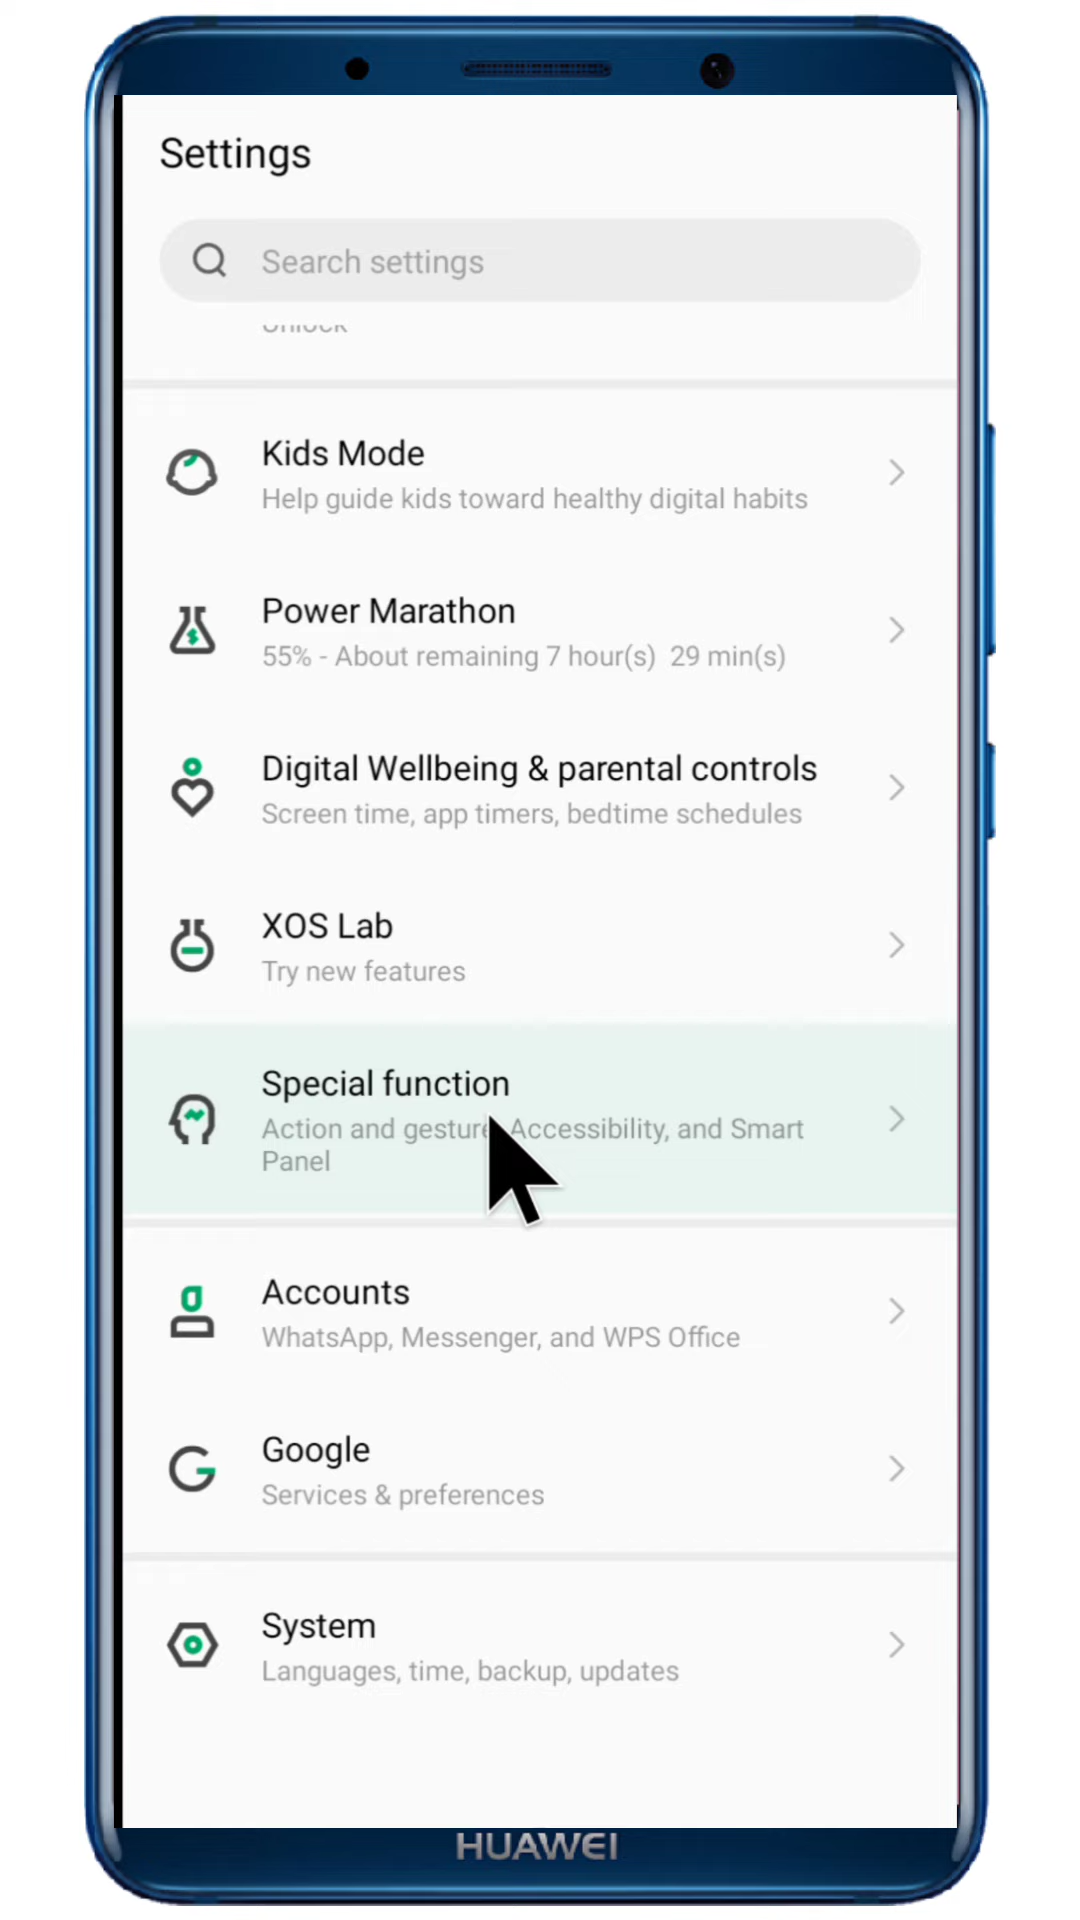 Settings
Search settings
Unlock
Kids Mode
Help guide kids toward healthy digital habits
Power Marathon
55% - About remaining 7 hour(s) 29 min(s)
Digital Wellbeing & parental controls
Screen time, app timers, bedtime schedules
XOS Lab
Try new features
Special function
Action and gesture, Accessibility, and Smart
Panel
Accounts
WhatsApp, Messenger, and WPS Office
Google
Services & preferences
System
Languages, time, backup, updates
HUAWEI